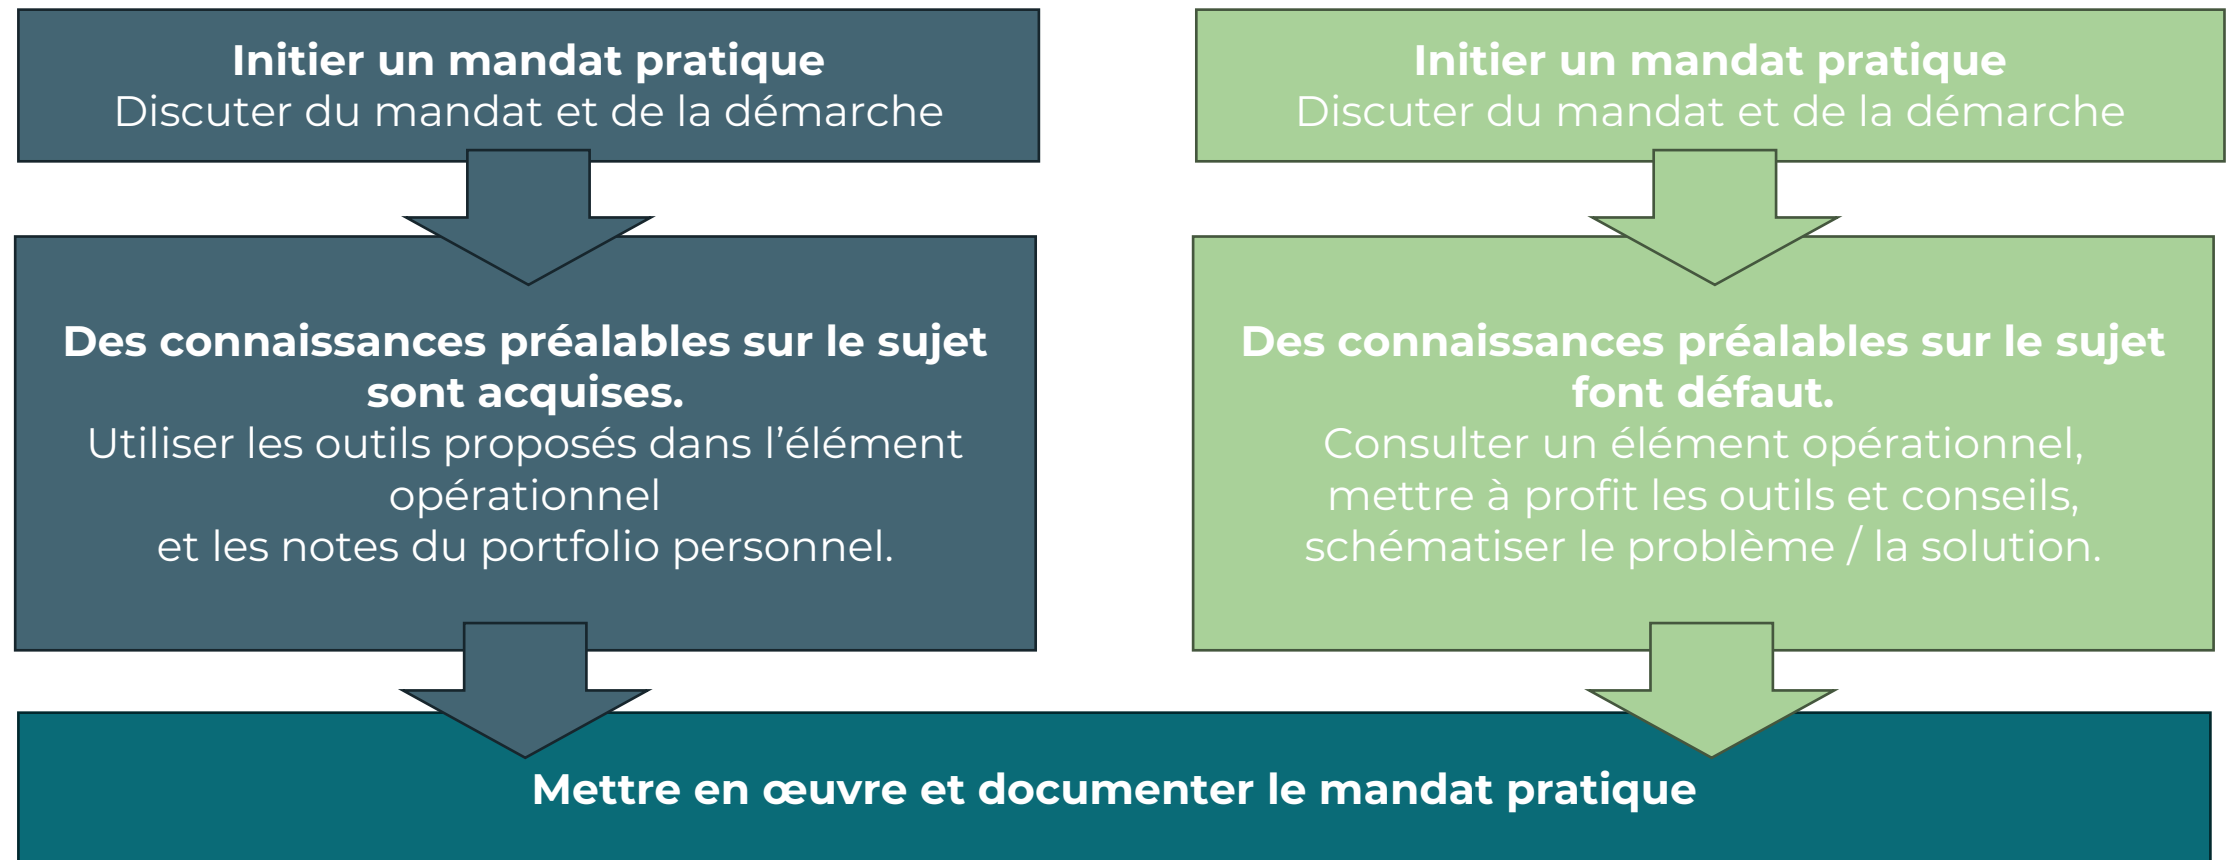 Initier un mandat pratique
Discuter du mandat et de la démarche
Des connaissances préalables sur le sujet
sont acquises.
Utiliser les outils proposés dans l’élément
opérationnel
et les notes du portfolio personnel.
Initier un mandat pratique
Discuter du mandat et de la démarche
Des connaissances préalables sur le sujet
font défaut.
Consulter un élément opérationnel,
mettre à profit les outils et conseils,
schématiser le problème / la solution.
Mettre en œuvre et documenter le mandat pratique